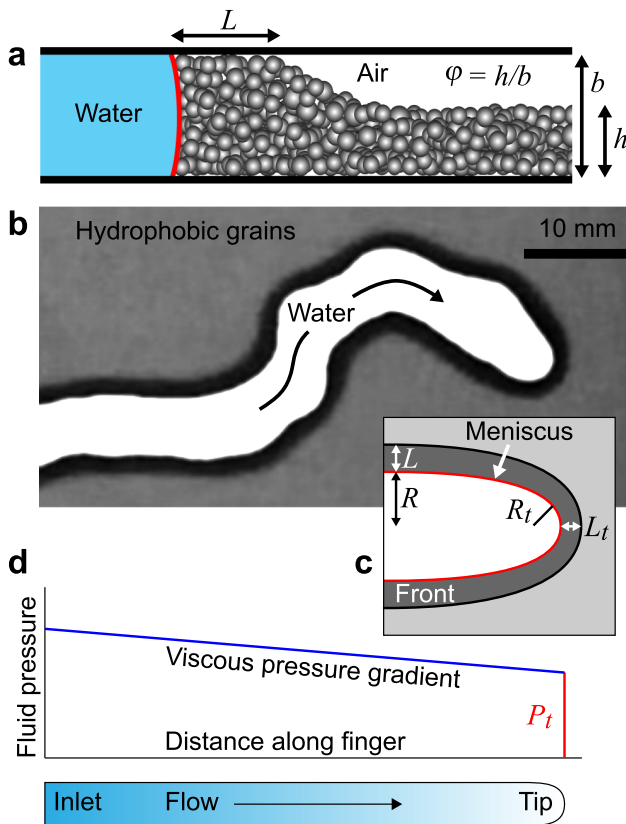 L
a
Air
φ = h/b
b
Water
h
b
Hydrophobic grains
10 mm
Water
Meniscus
L
R
R_t
L_t
c
Front
d
Fluid pressure
Viscous pressure gradient
P_t
Distance along finger
Inlet
Flow
Tip